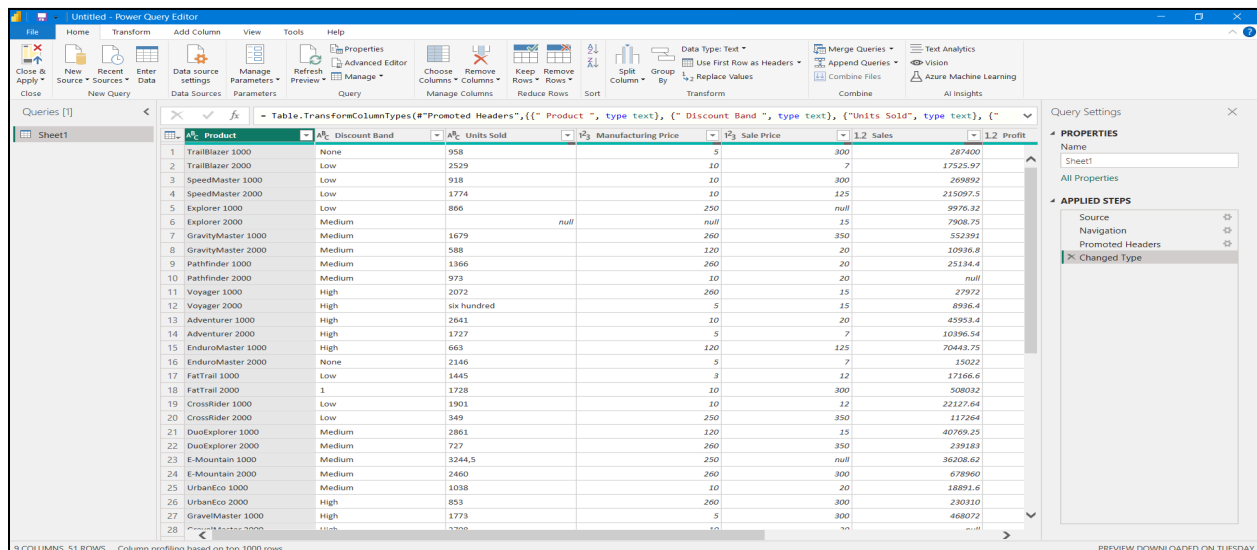 Untitled - Power Query Editor
File Home Transform Add Column View Tools Help
Close & Apply New Source Recent Sources Enter Data Data source settings Manage Parameters Refresh Preview Properties Advanced Editor Manage Choose Columns Remove Columns Keep Rows Remove Rows Split Column Group By Data Type: Text Use First Row as Headers Replace Values Merge Queries Append Queries Combine Files Text Analytics Vision Azure Machine Learning
Close New Query Data Sources Parameters Query Manage Columns Reduce Rows Sort Transform Combine AI Insights
Queries [1]
Sheet1
fx = Table.TransformColumnTypes(#"Promoted Headers",{{" Product ", type text}, {" Discount Band ", type text}, {"Units Sold", type text}, {"
Product Discount Band Units Sold Manufacturing Price Sale Price 1.2 Sales 1.2 Profit
1 TrailBlazer 1000 None 958 5 300 287400
2 TrailBlazer 2000 Low 2529 10 7 17525.97
3 SpeedMaster 1000 Low 918 10 300 269892
4 SpeedMaster 2000 Low 1774 10 125 215097.5
5 Explorer 1000 Low 866 250 null 9976.32
6 Explorer 2000 Medium null null 15 7908.75
7 GravityMaster 1000 Medium 1679 260 350 552391
8 GravityMaster 2000 Medium 588 120 20 10936.8
9 Pathfinder 1000 Medium 1366 260 20 25134.4
10 Pathfinder 2000 Medium 973 10 20 null
11 Voyager 1000 High 2072 260 15 27972
12 Voyager 2000 High six hundred 5 15 8936.4
13 Adventurer 1000 High 2641 10 20 45953.4
14 Adventurer 2000 High 1727 5 7 10396.54
15 EnduroMaster 1000 High 663 120 125 70443.75
16 EnduroMaster 2000 None 2146 5 7 15022
17 FatTrail 1000 Low 1445 3 12 17166.6
18 FatTrail 2000 1 1728 10 300 508032
19 CrossRider 1000 Low 1901 10 12 22127.64
20 CrossRider 2000 Low 349 250 350 117264
21 DuoExplorer 1000 Medium 2861 120 15 40769.25
22 DuoExplorer 2000 Medium 727 260 350 239183
23 E-Mountain 1000 Medium 3244,5 250 null 36208.62
24 E-Mountain 2000 Medium 2460 260 300 678960
25 UrbanEco 1000 Medium 1038 10 20 18891.6
26 UrbanEco 2000 High 853 260 300 230310
27 GravelMaster 1000 High 1773 5 300 468072
28
Query Settings
PROPERTIES
Name
Sheet1
All Properties
APPLIED STEPS
Source
Navigation
Promoted Headers
Changed Type
9 COLUMNS, 51 ROWS Column profiling based on top 1000 rows
PREVIEW DOWNLOADED ON TUESDAY